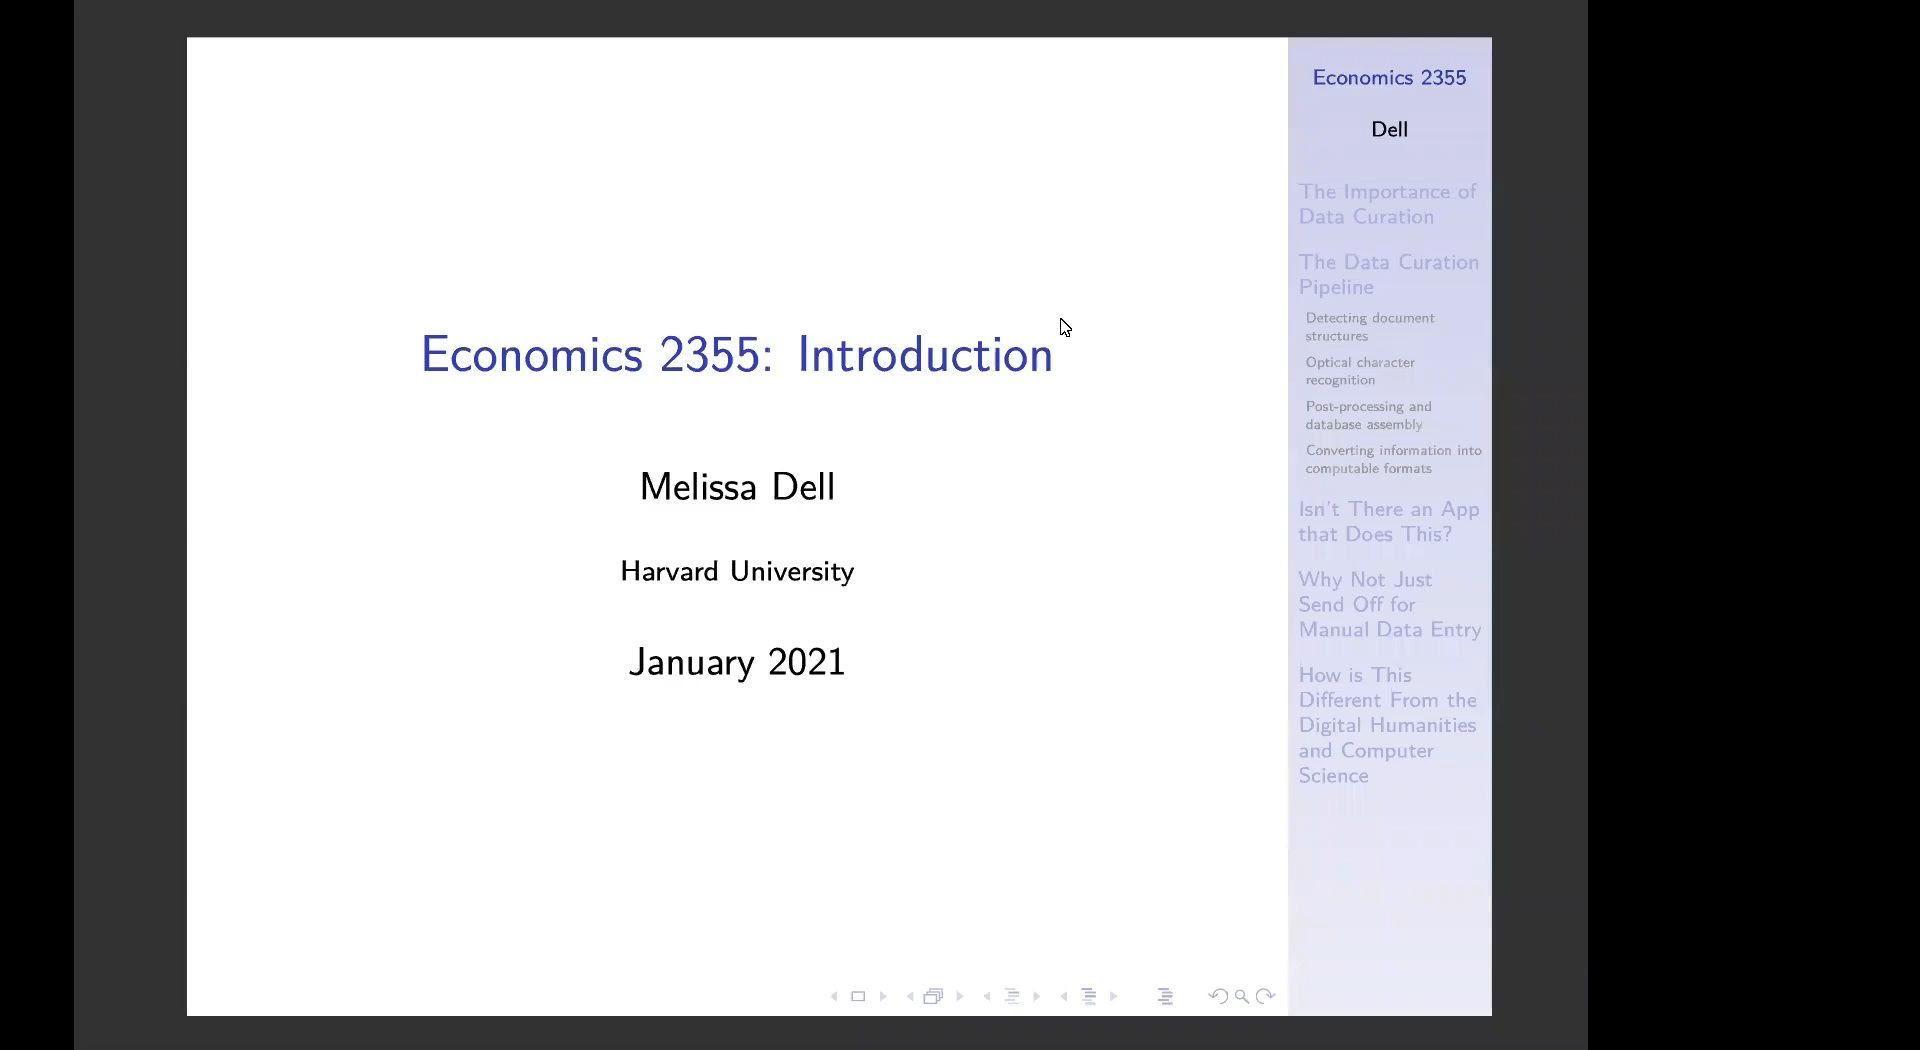 Economics 2355: Introduction
Melissa Dell
Harvard University
January 2021
Economics 2355
Dell
The Importance of
Data Curation
The Data Curation
Pipeline
Detecting document
structures
Optical character
recognition
Post-processing and
database assembly
Converting information into
computable formats
Isn't There an App
that Does This?
Why Not Just
Send Off for
Manual Data Entry
How is This
Different From the
Digital Humanities
and Computer
Science